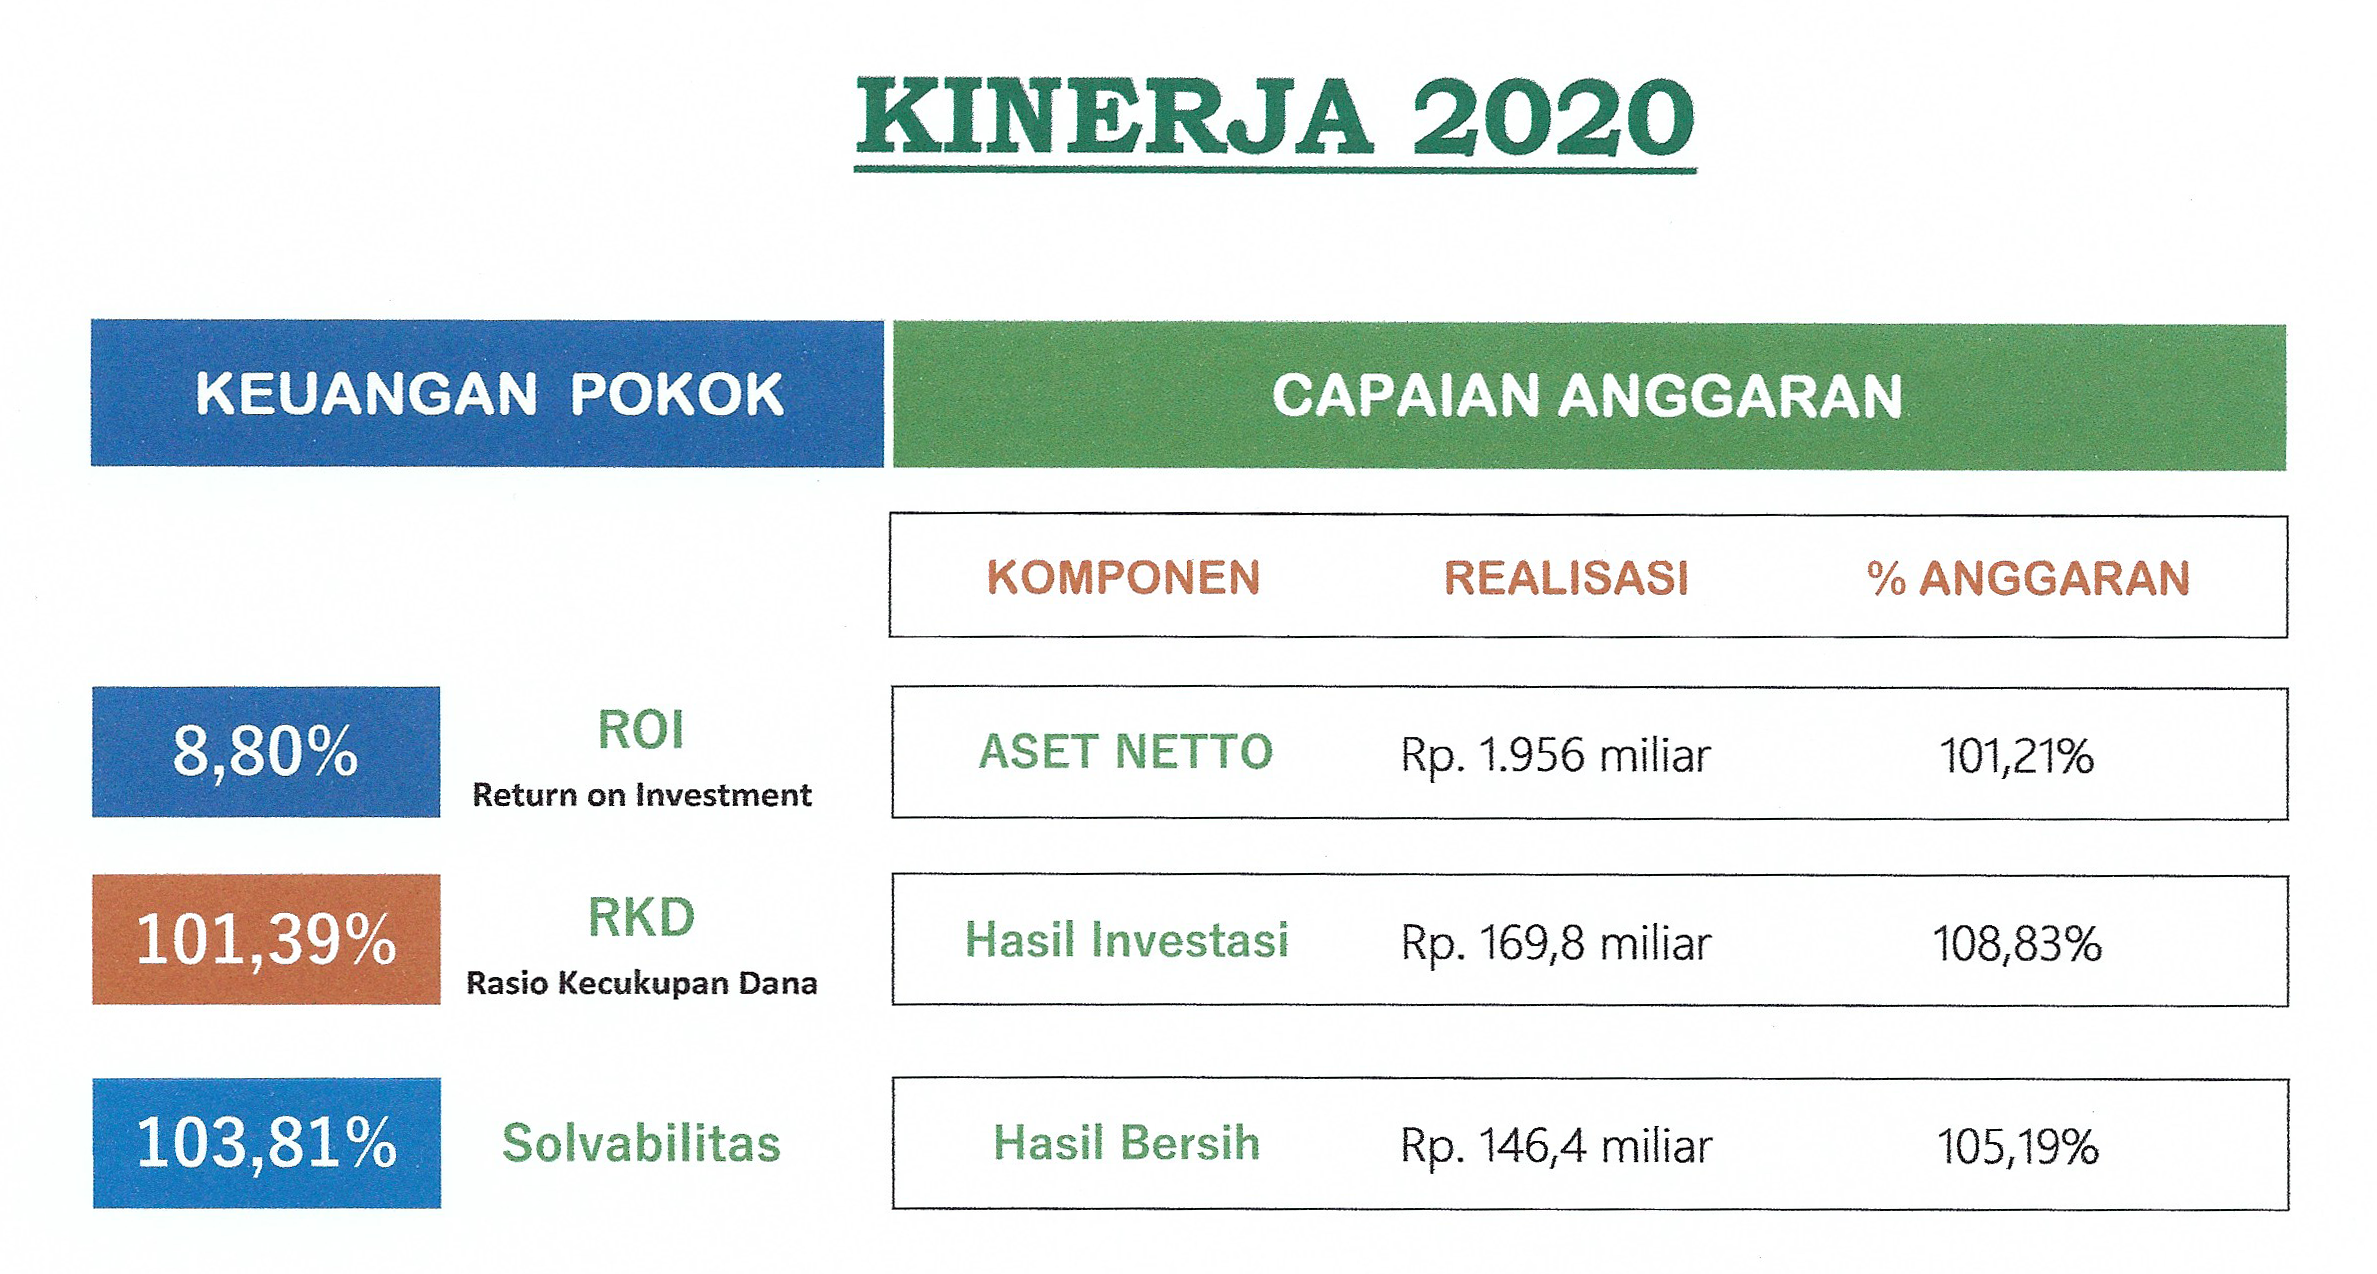 KINERJA 2020
KEUANGAN POKOK
CAPAIAN ANGGARAN
KOMPONEN REALISASI % ANGGARAN
8,80%
ROI
Return on Investment
ASET NETTO Rp. 1.956 miliar 101,21%
101,39%
RKD
Rasio Kecukupan Dana
Hasil Investasi Rp. 169,8 miliar 108,83%
103,81%
Solvabilitas
Hasil Bersih Rp. 146,4 miliar 105,19%